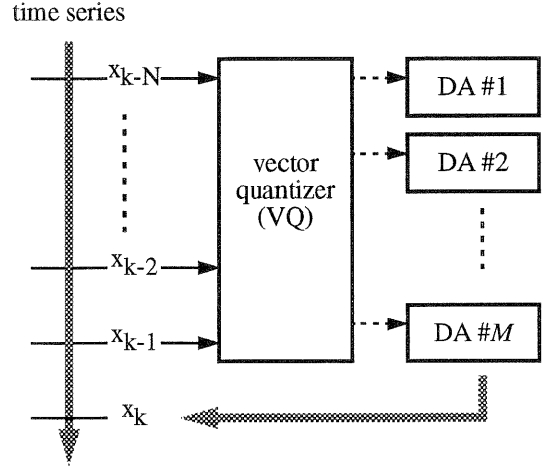 time series
x_{k-N}
DA #1
vector
quantizer
(VQ)
DA #2
x_{k-2}
x_{k-1}
DA #M
x_k